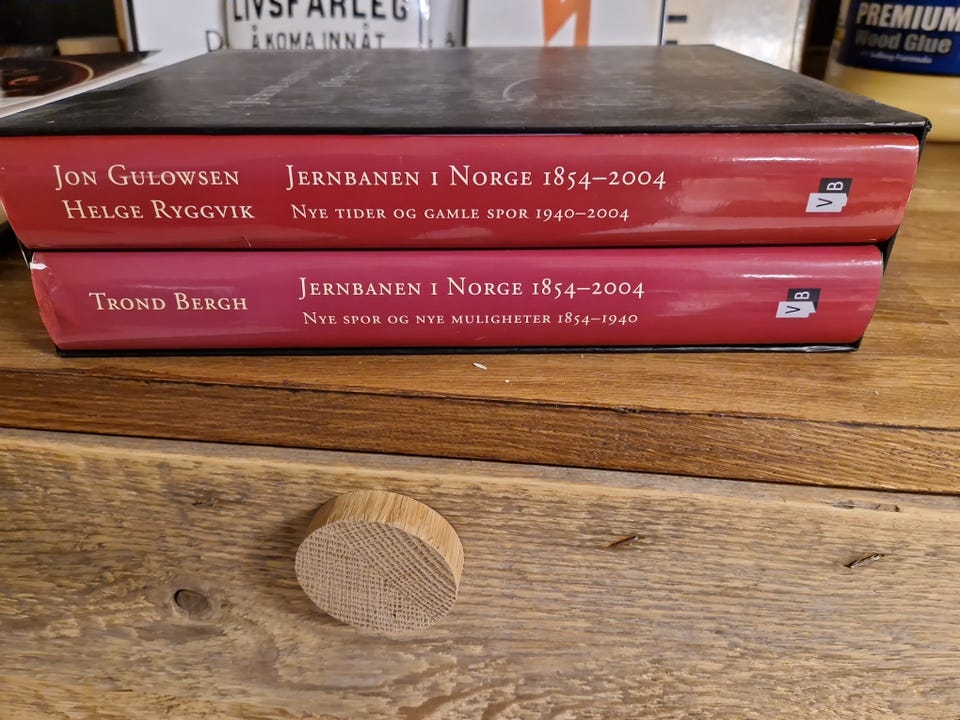 LIVSFARLEG
Å KOMA INNÅT
PREMIUM
Wood Glue
Jon Gulowsen
Helge Ryggvik
Jernbanen i Norge 1854–2004
Nye tider og gamle spor 1940–2004
VB
Trond Bergh
Jernbanen i Norge 1854–2004
Nye spor og nye muligheter 1854–1940
VB